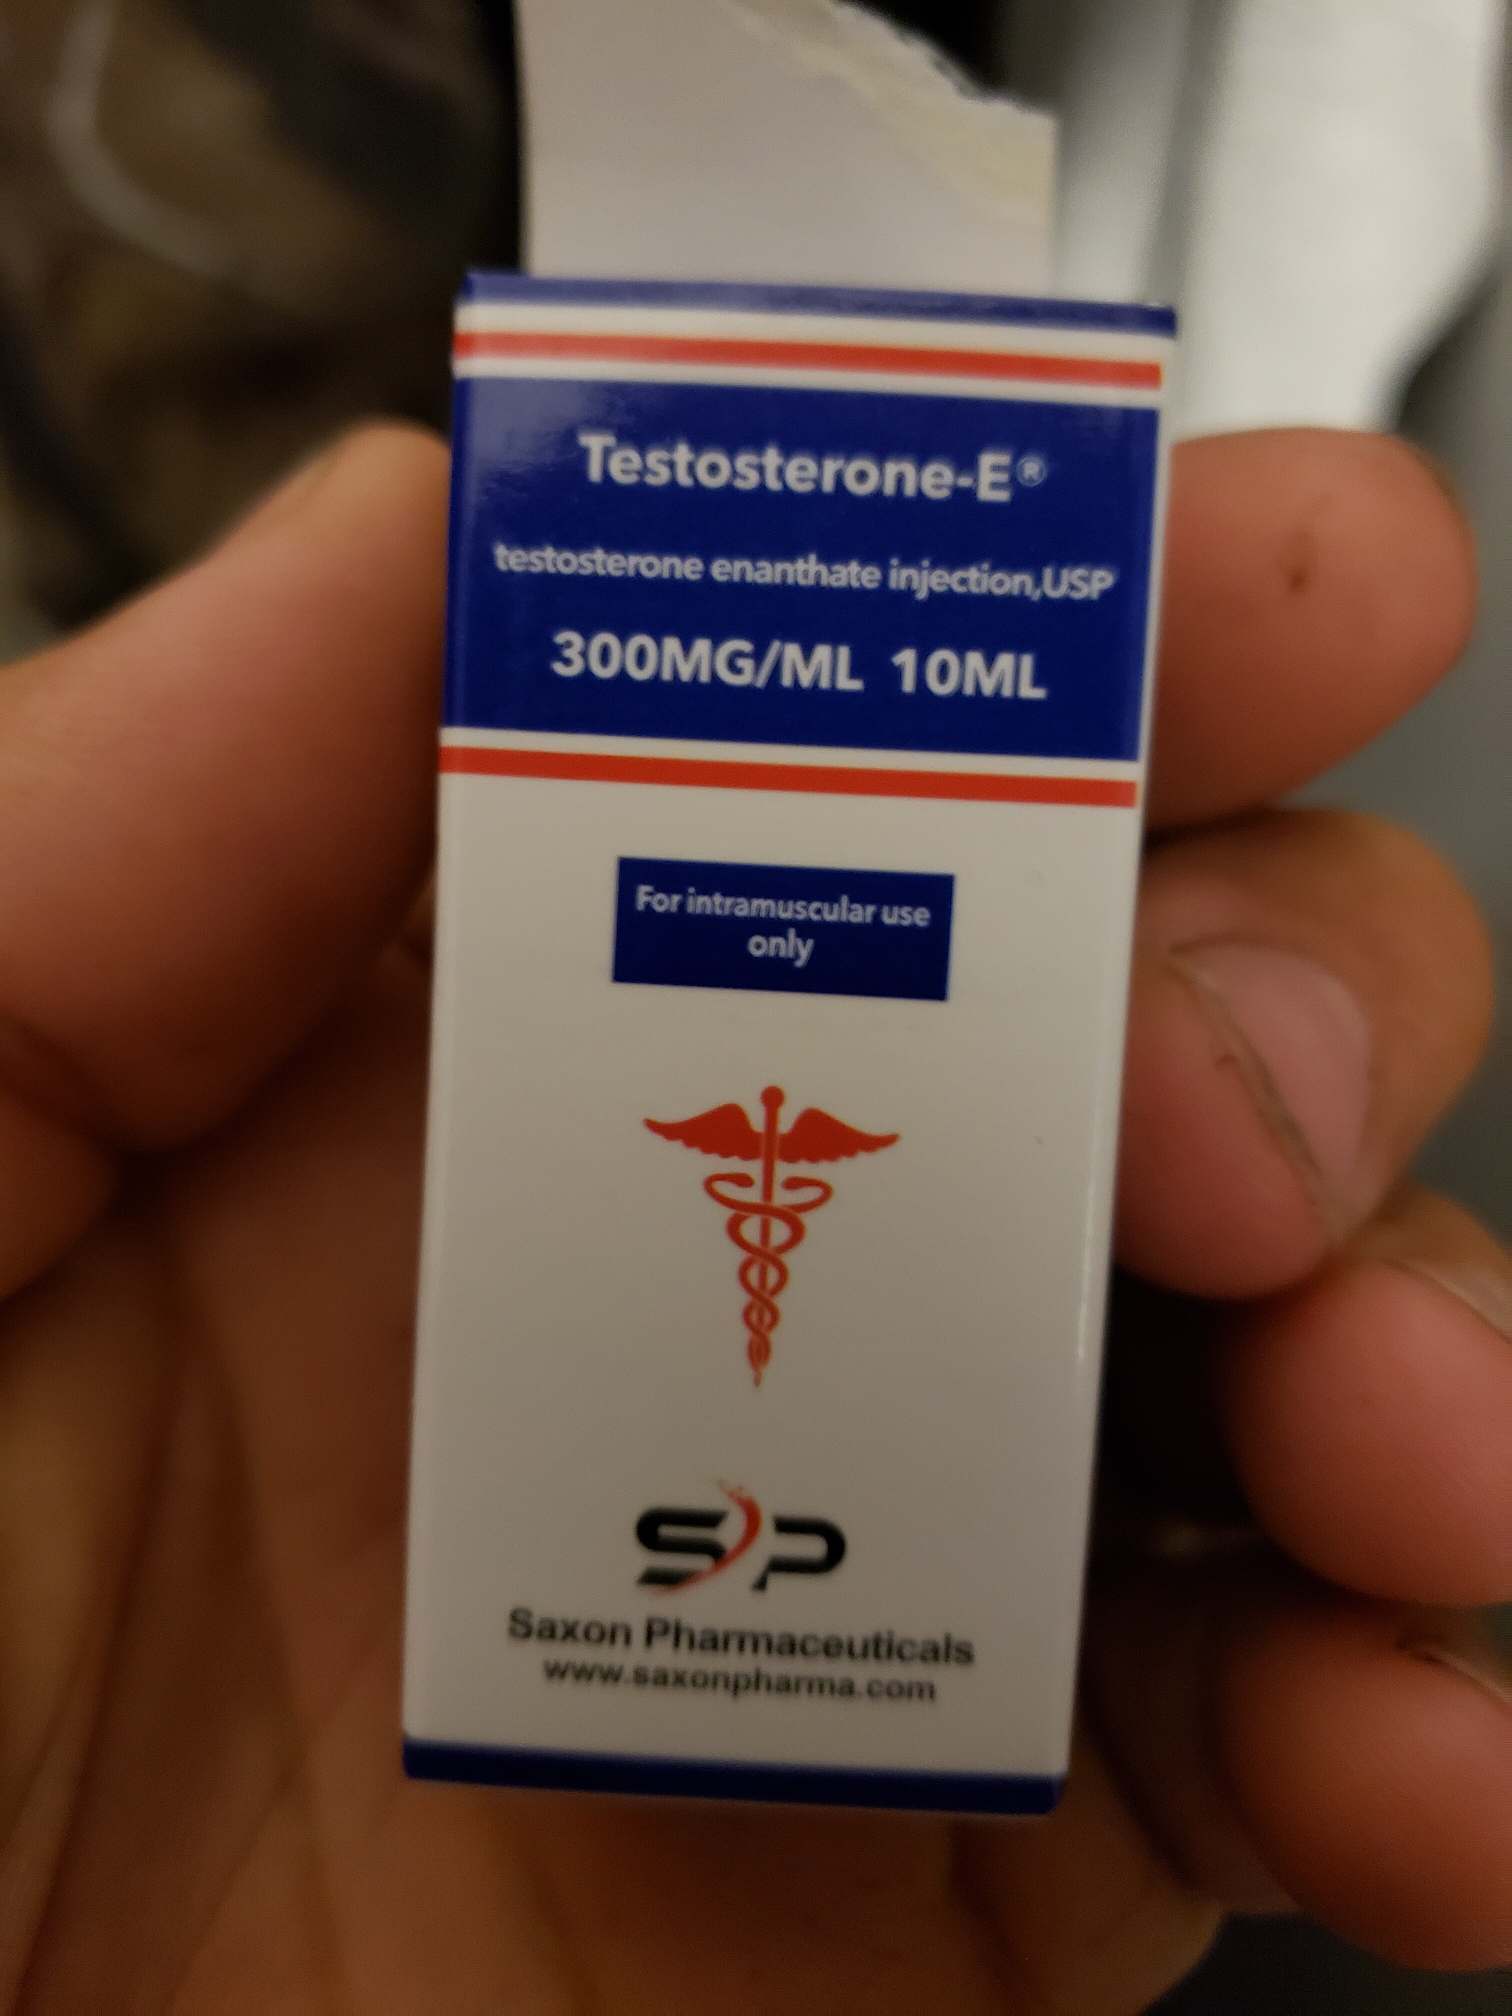 Testosterone-E®
testosterone enanthate injection,USP
300MG/ML 10ML
For intramuscular use
only
SP
Saxon Pharmaceuticals
www.saxonpharma.com